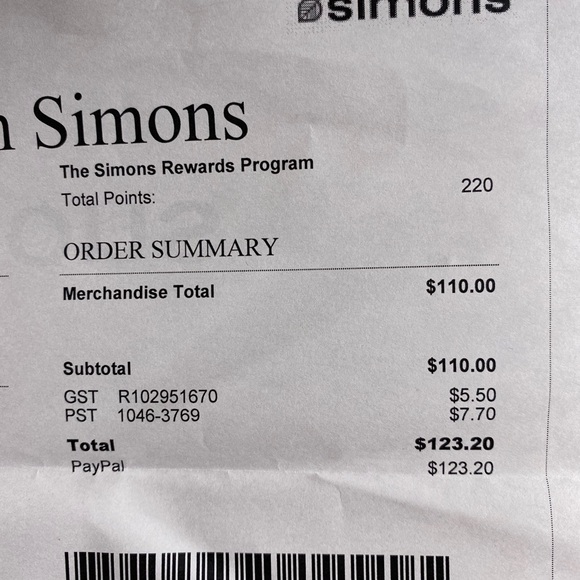 simons
Simons
The Simons Rewards Program
Total Points: 220
ORDER SUMMARY
Merchandise Total $110.00
Subtotal $110.00
GST R102951670 $5.50
PST 1046-3769 $7.70
Total $123.20
PayPal $123.20